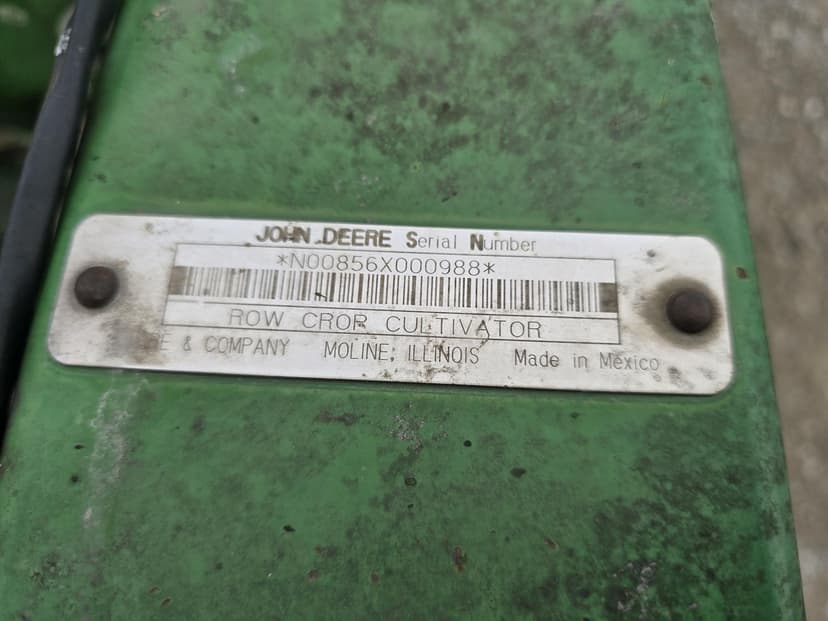 JOHN DEERE Serial Number
*N00856X000988*
ROW CROP CULTIVATOR
& COMPANY MOLINE, ILLINOIS Made in Mexico